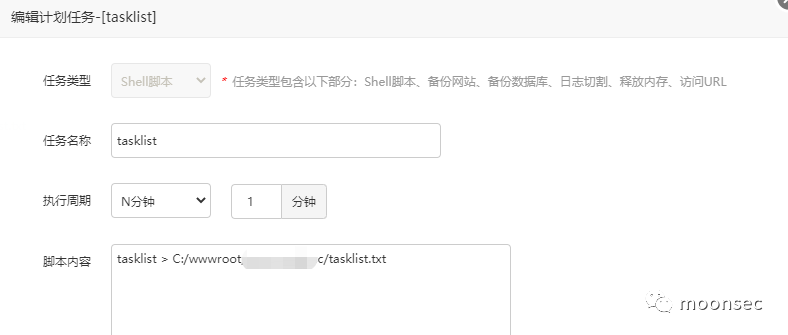 编辑计划任务-[tasklist]
任务类型 Shell脚本 * 任务类型包含以下部分：Shell脚本、备份网站、备份数据库、日志切割、释放内存、访问URL
任务名称 tasklist
执行周期 N分钟 1 分钟
脚本内容 tasklist > C:/wwwroot/ c/tasklist.txt
moonsec